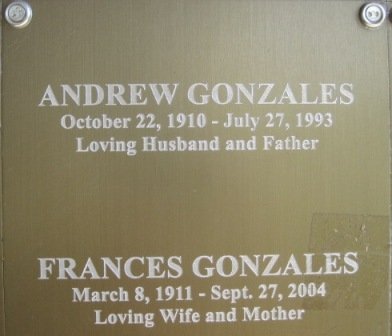 ANDREW GONZALES
October 22, 1910 - July 27, 1993
Loving Husband and Father
FRANCES GONZALES
March 8, 1911 - Sept. 27, 2004
Loving Wife and Mother